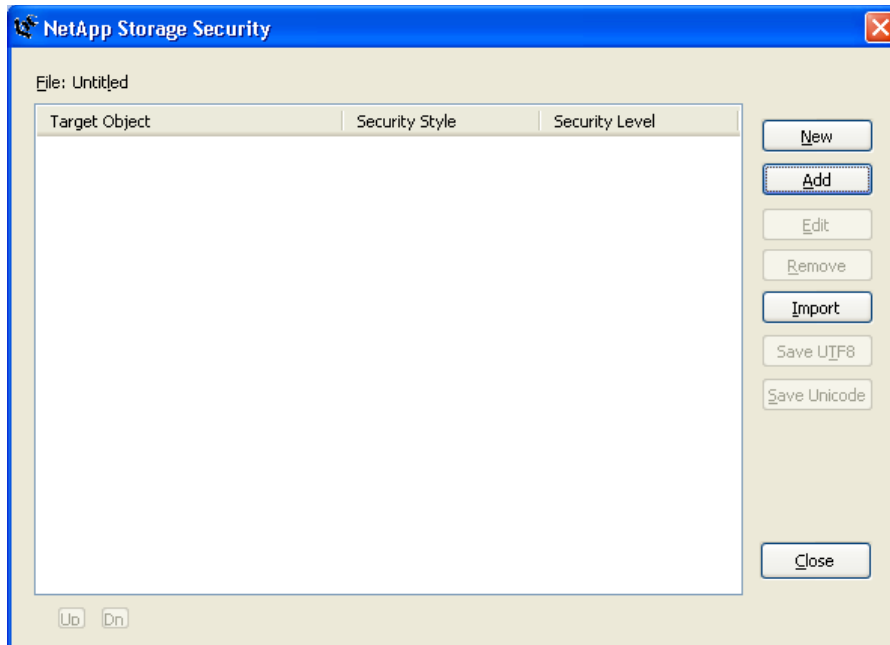 NetApp Storage Security
File: Untitled
Target Object Security Style Security Level
New
Add
Edit
Remove
Import
Save UTF8
Save Unicode
Close
Up Dn